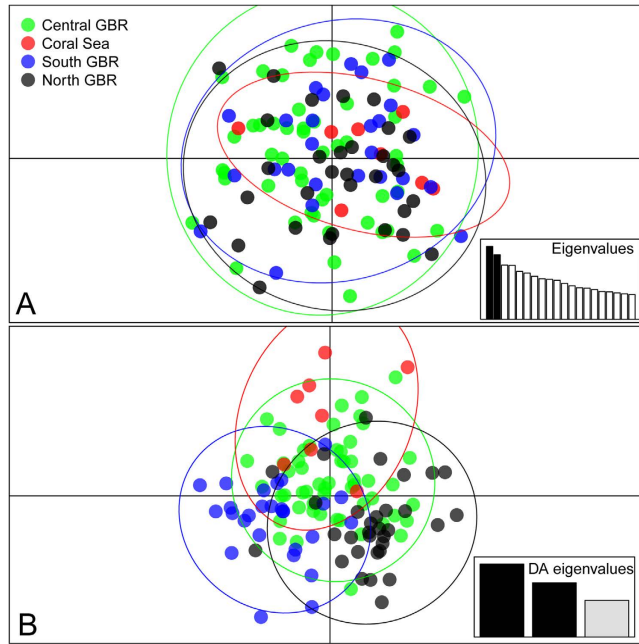 Central GBR
Coral Sea
South GBR
North GBR
A
Eigenvalues
B
DA eigenvalues